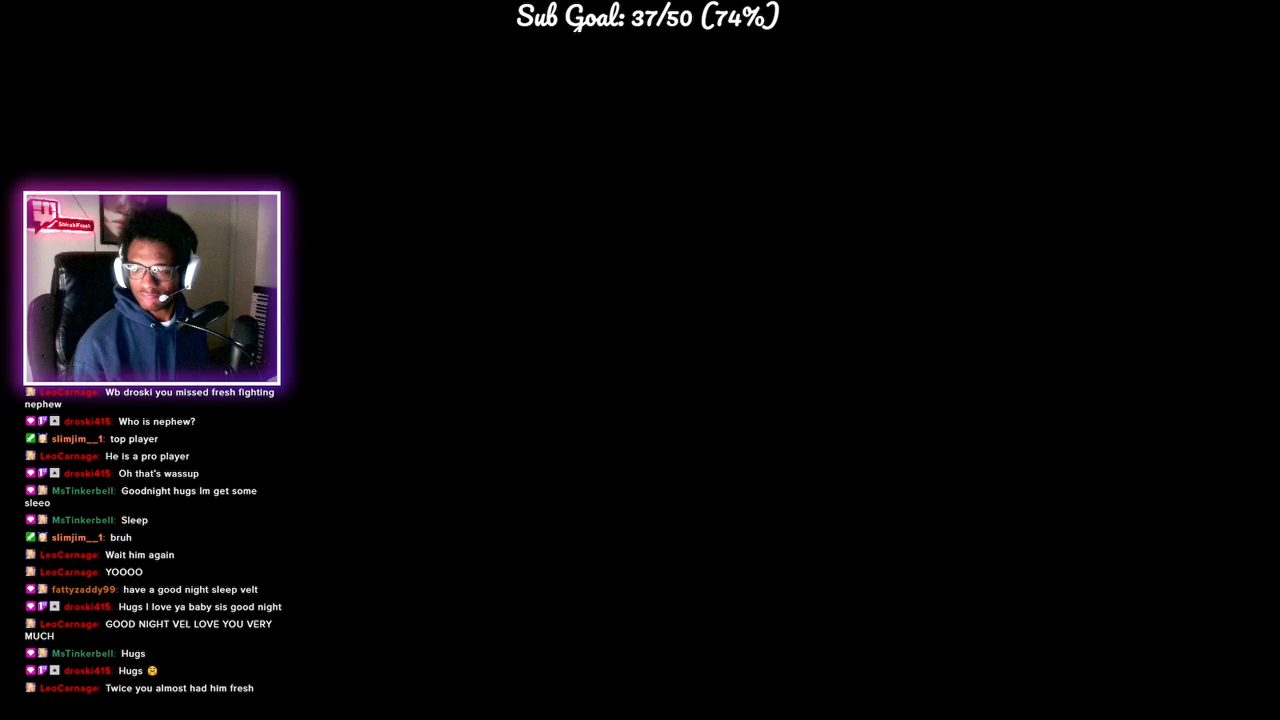 Sub Goal: 37/50 (74%)
ShirakiFresh
LeoCarnage: Wb droski you missed fresh fighting
nephew
droski415: Who is nephew?
slimjim__1: top player
LeoCarnage: He is a pro player
droski415: Oh that's wassup
MsTinkerbell: Goodnight hugs Im get some
sleeo
MsTinkerbell: Sleep
slimjim__1: bruh
LeoCarnage: Wait him again
LeoCarnage: YOOOO
fattyzaddy99: have a good night sleep velt
droski415: Hugs I love ya baby sis good night
LeoCarnage: GOOD NIGHT VEL LOVE YOU VERY
MUCH
MsTinkerbell: Hugs
droski415: Hugs
LeoCarnage: Twice you almost had him fresh